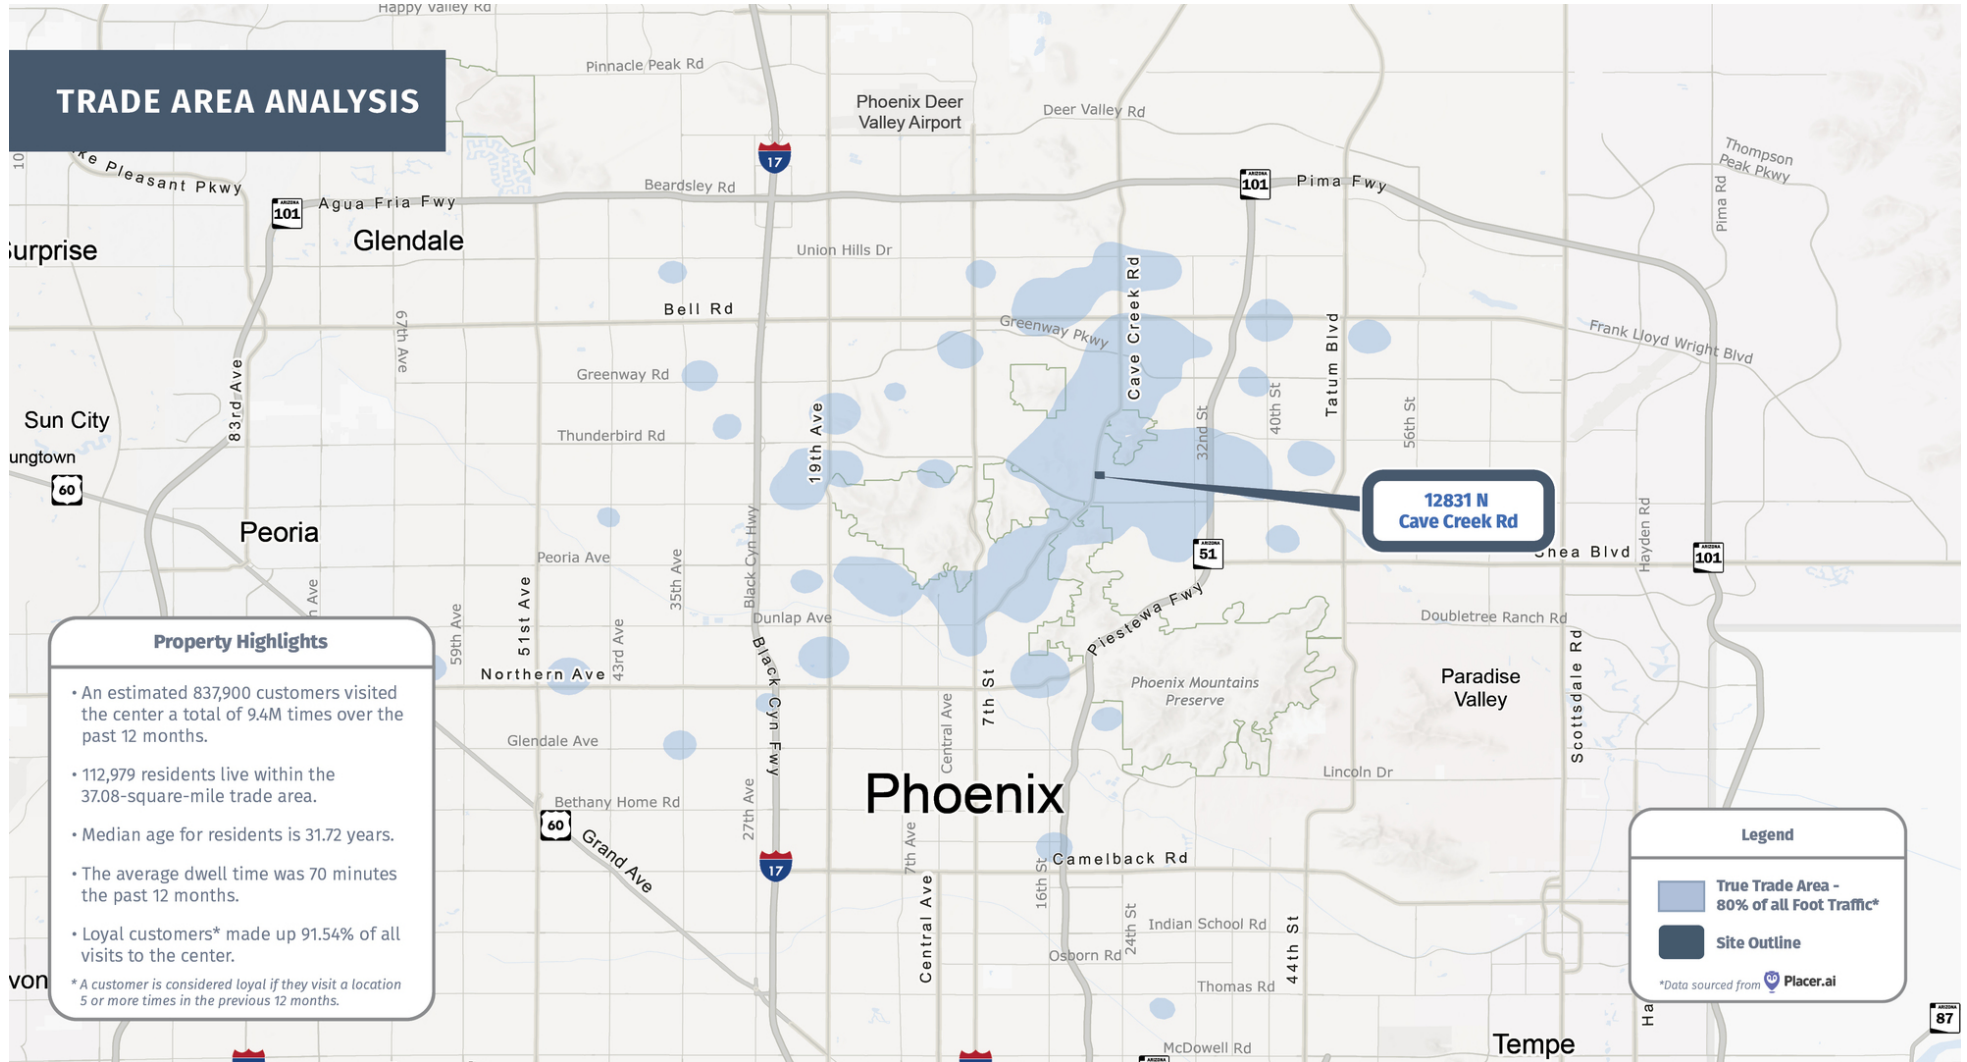 Happy Valley Rd
TRADE AREA ANALYSIS
Pinnacle Peak Rd
Phoenix Deer
Valley Airport
Deer Valley Rd
Thompson
Peak Pkwy
Pleasant Pkwy
17
10
Beardsley Rd
101
Pima Fwy
101
Agua Fria Fwy
Pima Rd
Glendale
Union Hills Dr
Cave Creek Rd
Bell Rd
67th Ave
Greenway Pkwy
Tatum Blvd
Frank Lloyd Wright Blvd
83rd Ave
Greenway Rd
Sun City
19th Ave
32nd St
40th St
56th St
Thunderbird Rd
60
12831 N
Cave Creek Rd
Peoria
Black Cyn Hwy
Hayden Rd
Peoria Ave
35th Ave
51
Shea Blvd
101
51st Ave
59th Ave
43rd Ave
Dunlap Ave
Piestewa Fwy
Doubletree Ranch Rd
Scottsdale Rd
Northern Ave
Black Cyn Fwy
7th St
Central Ave
Phoenix Mountains
Preserve
Paradise
Valley
Glendale Ave
Lincoln Dr
Phoenix
Bethany Home Rd
27th Ave
60
Grand Ave
7th Ave
17
16th St
Camelback Rd
Central Ave
24th St
Indian School Rd
44th St
Osborn Rd
Thomas Rd
McDowell Rd
Tempe
87
Property Highlights
• An estimated 837,900 customers visited
the center a total of 9.4M times over the
past 12 months.
• 112,979 residents live within the
37.08-square-mile trade area.
• Median age for residents is 31.72 years.
• The average dwell time was 70 minutes
the past 12 months.
• Loyal customers* made up 91.54% of all
visits to the center.
* A customer is considered loyal if they visit a location
5 or more times in the previous 12 months.
Legend
True Trade Area -
80% of all Foot Traffic*
Site Outline
*Data sourced from Placer.ai